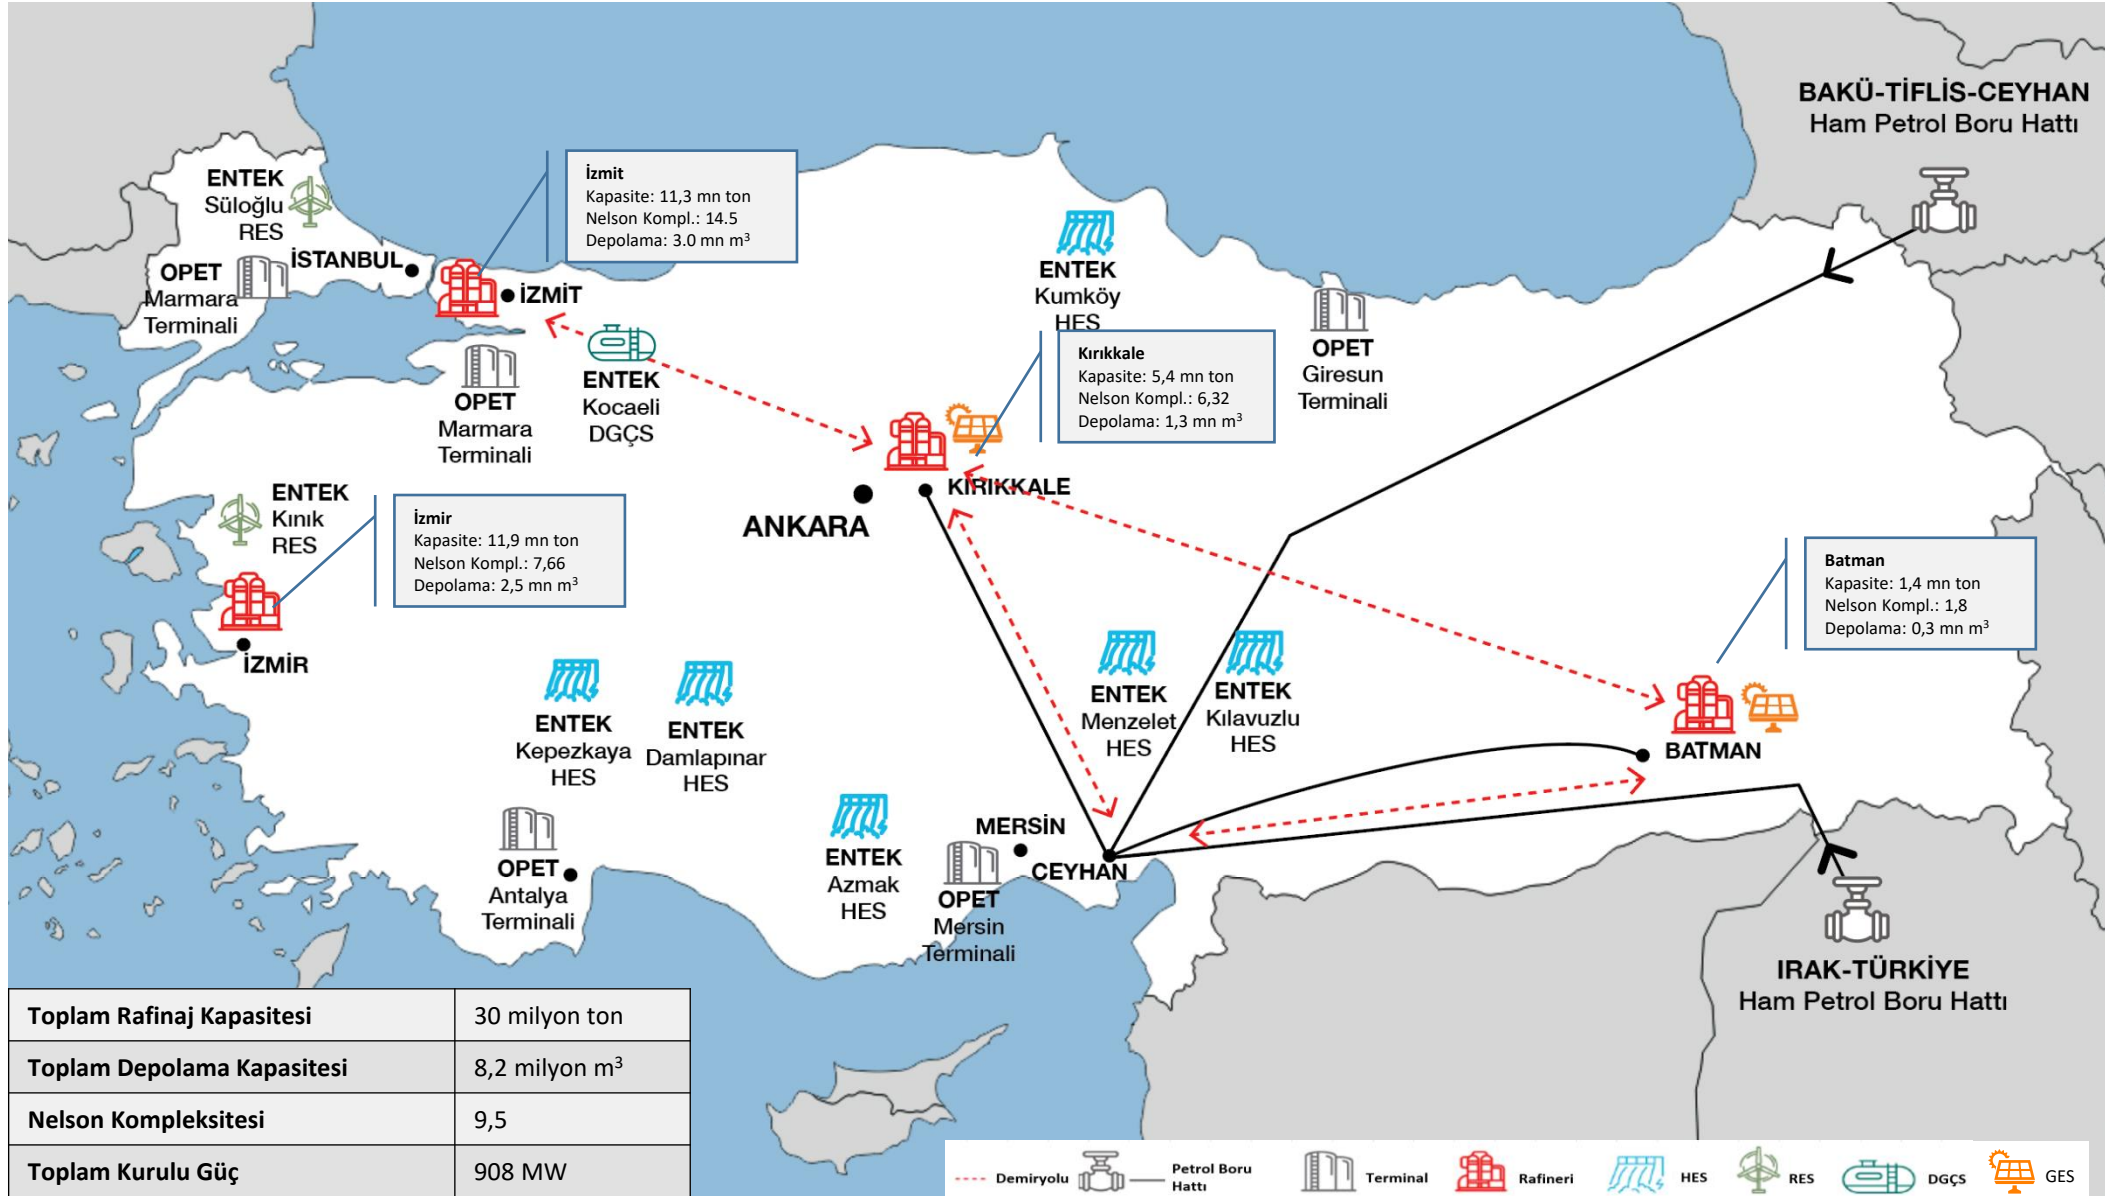 BAKÜ-TİFLİS-CEYHAN
Ham Petrol Boru Hattı
ENTEK
Süloğlu
RES
İSTANBUL
OPET
Marmara
Terminali
İzmit
Kapasite: 11,3 mn ton
Nelson Kompl.: 14.5
Depolama: 3.0 mn m³
İZMİT
ENTEK
Kumköy
HES
OPET
Giresun
Terminali
OPET
Marmara
Terminali
ENTEK
Kocaeli
DGÇS
Kırıkkale
Kapasite: 5,4 mn ton
Nelson Kompl.: 6,32
Depolama: 1,3 mn m³
KIRIKKALE
ANKARA
ENTEK
Kınık
RES
İzmir
Kapasite: 11,9 mn ton
Nelson Kompl.: 7,66
Depolama: 2,5 mn m³
İZMİR
Batman
Kapasite: 1,4 mn ton
Nelson Kompl.: 1,8
Depolama: 0,3 mn m³
BATMAN
ENTEK
Kepezkaya
HES
ENTEK
Damlapınar
HES
ENTEK
Menzelet
HES
ENTEK
Kılavuzlu
HES
OPET
Antalya
Terminali
ENTEK
Azmak
HES
MERSİN
CEYHAN
OPET
Mersin
Terminali
IRAK-TÜRKİYE
Ham Petrol Boru Hattı
Toplam Rafinaj Kapasitesi 30 milyon ton
Toplam Depolama Kapasitesi 8,2 milyon m³
Nelson Kompleksitesi 9,5
Toplam Kurulu Güç 908 MW
Demiryolu
Petrol Boru
Hattı
Terminal
Rafineri
HES
RES
DGÇS
GES